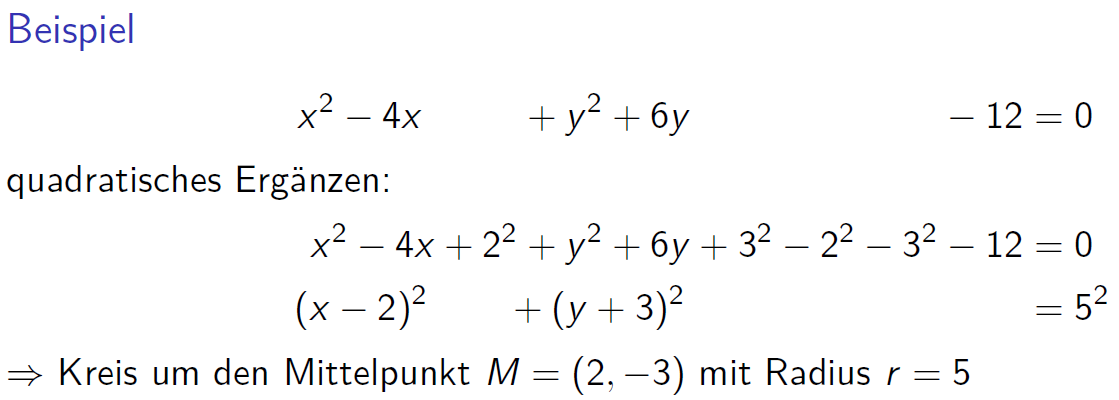 Beispiel
x² − 4x + y² + 6y − 12 = 0
quadratisches Ergänzen:
x² − 4x + 2² + y² + 6y + 3² − 2² − 3² − 12 = 0
(x − 2)² + (y + 3)² = 5²
⇒ Kreis um den Mittelpunkt M = (2, −3) mit Radius r = 5